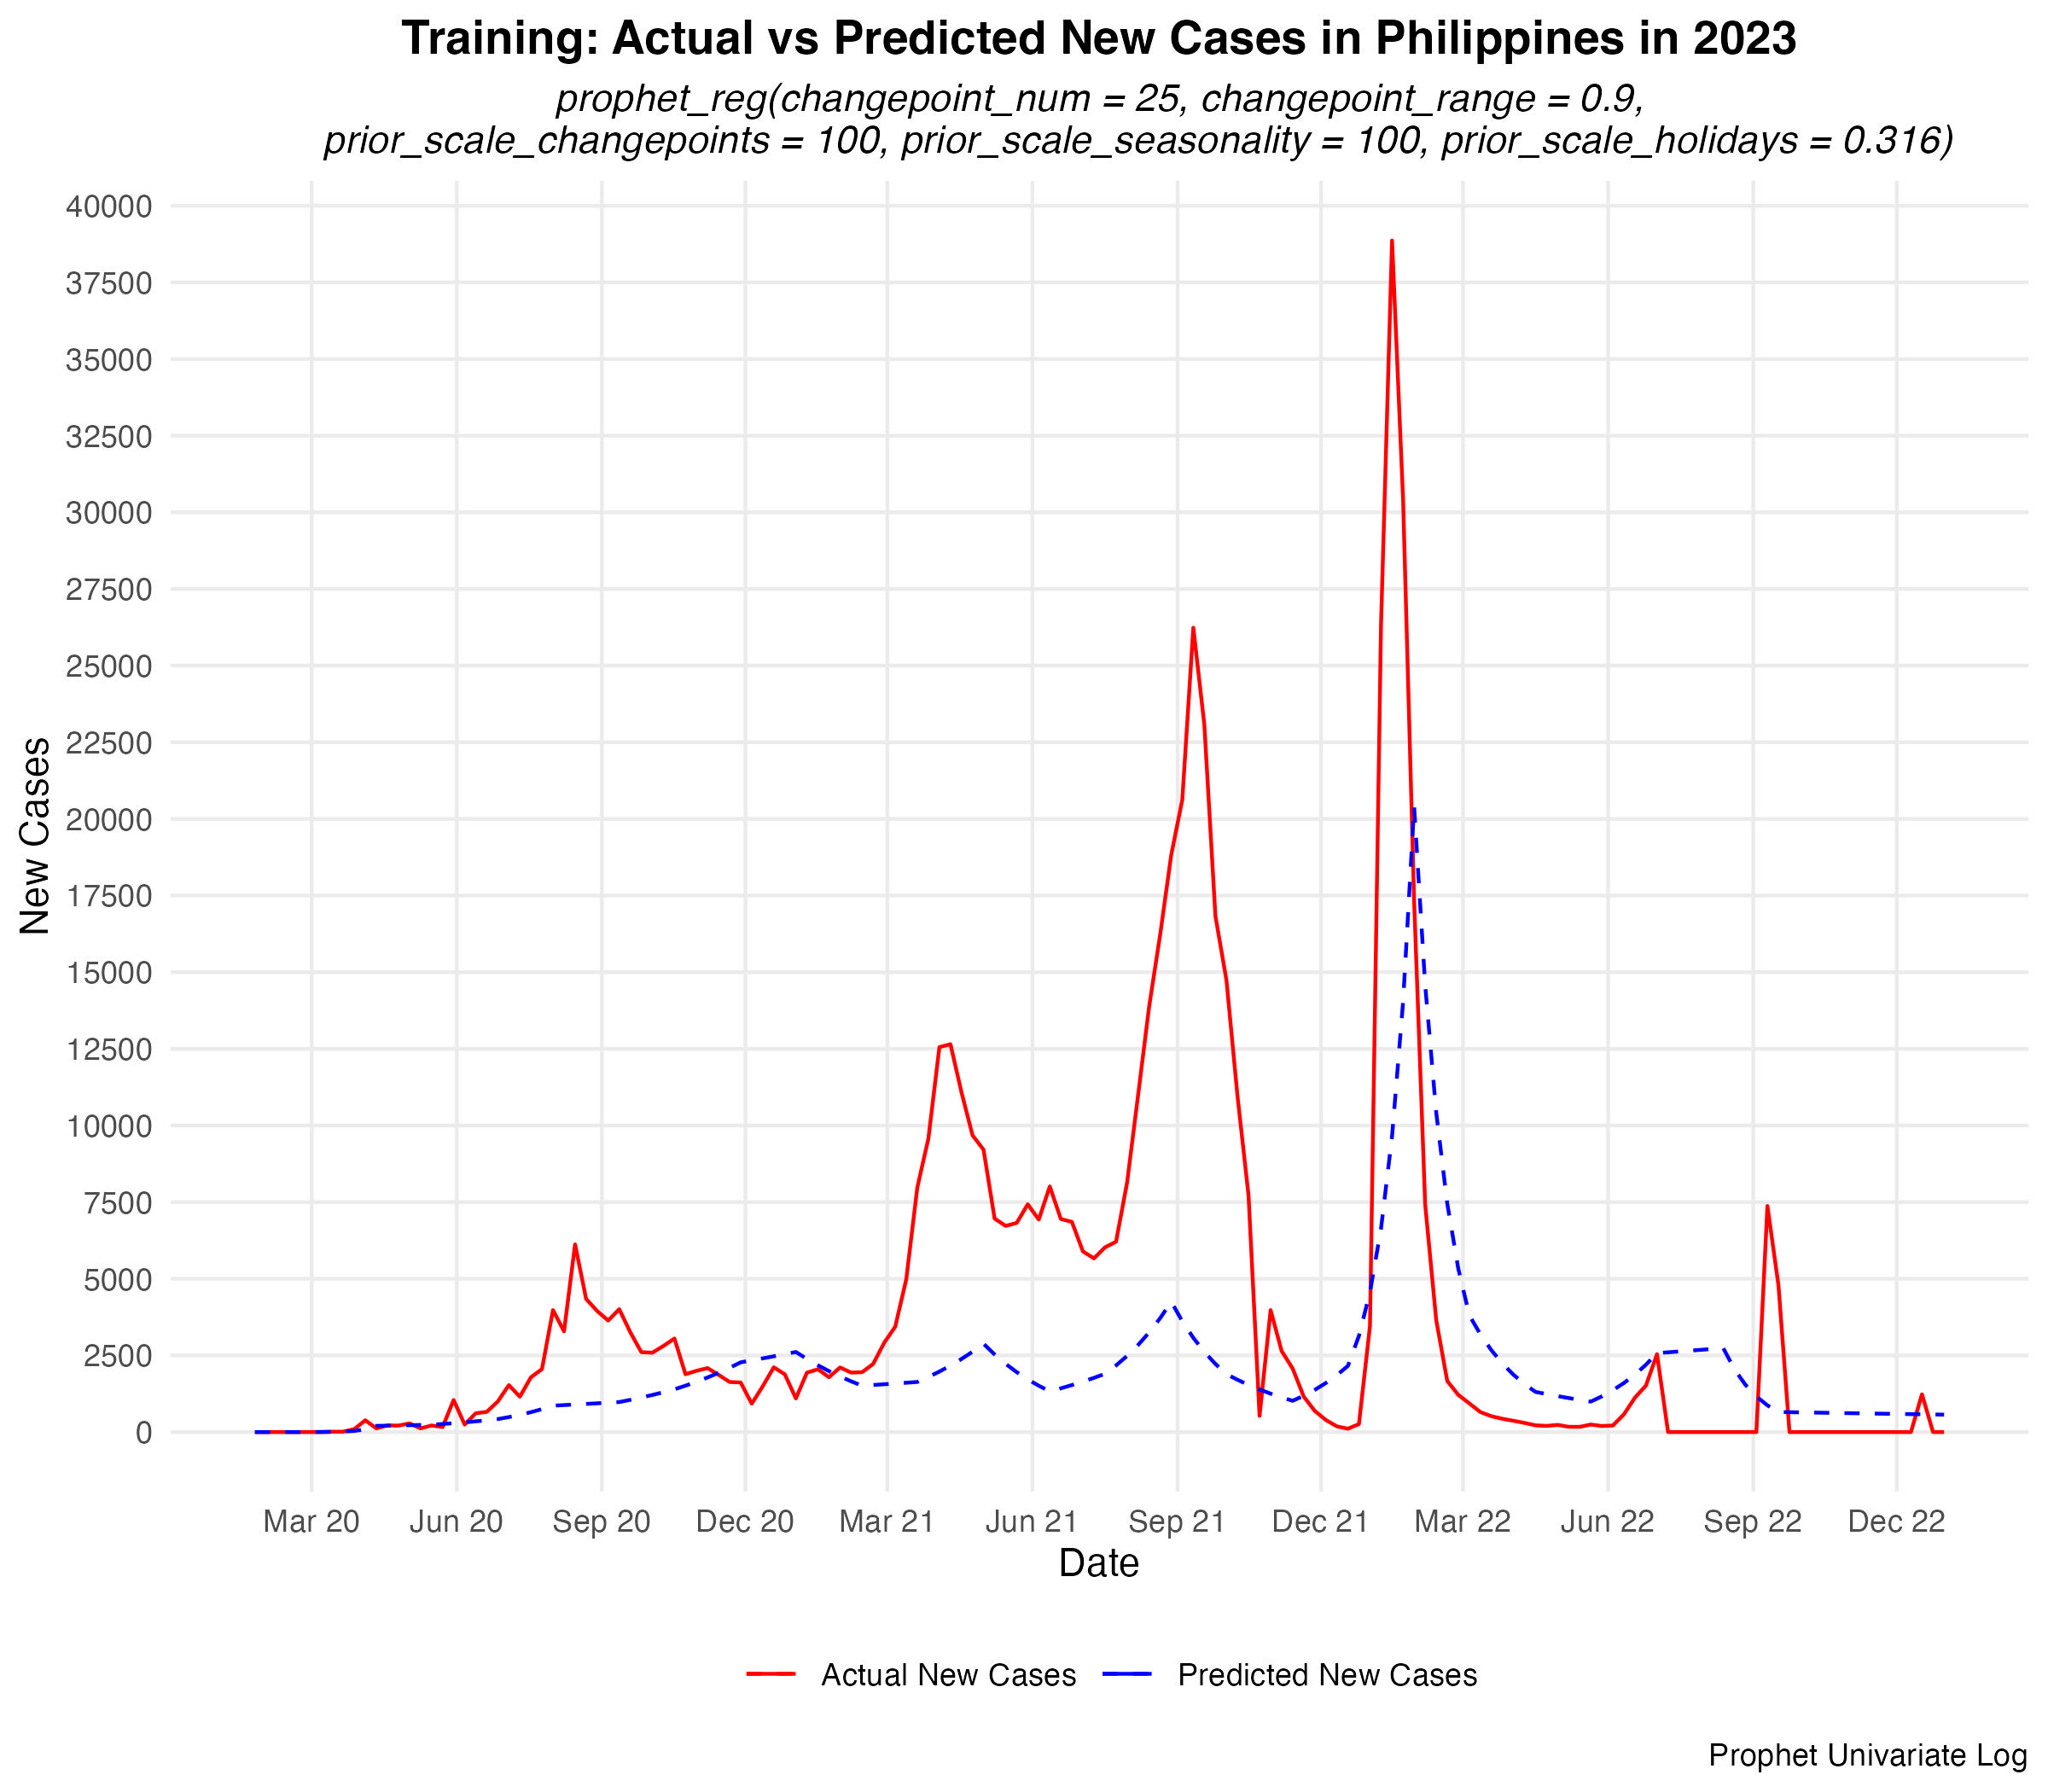 Training: Actual vs Predicted New Cases in Philippines in 2023
prophet_reg(changepoint_num = 25, changepoint_range = 0.9,
prior_scale_changepoints = 100, prior_scale_seasonality = 100, prior_scale_holidays = 0.316)
40000
37500
35000
32500
30000
27500
25000
22500
20000
17500
15000
12500
10000
7500
5000
2500
0
New Cases
Mar 20 Jun 20 Sep 20 Dec 20 Mar 21 Jun 21 Sep 21 Dec 21 Mar 22 Jun 22 Sep 22 Dec 22
Date
Actual New Cases Predicted New Cases
Prophet Univariate Log